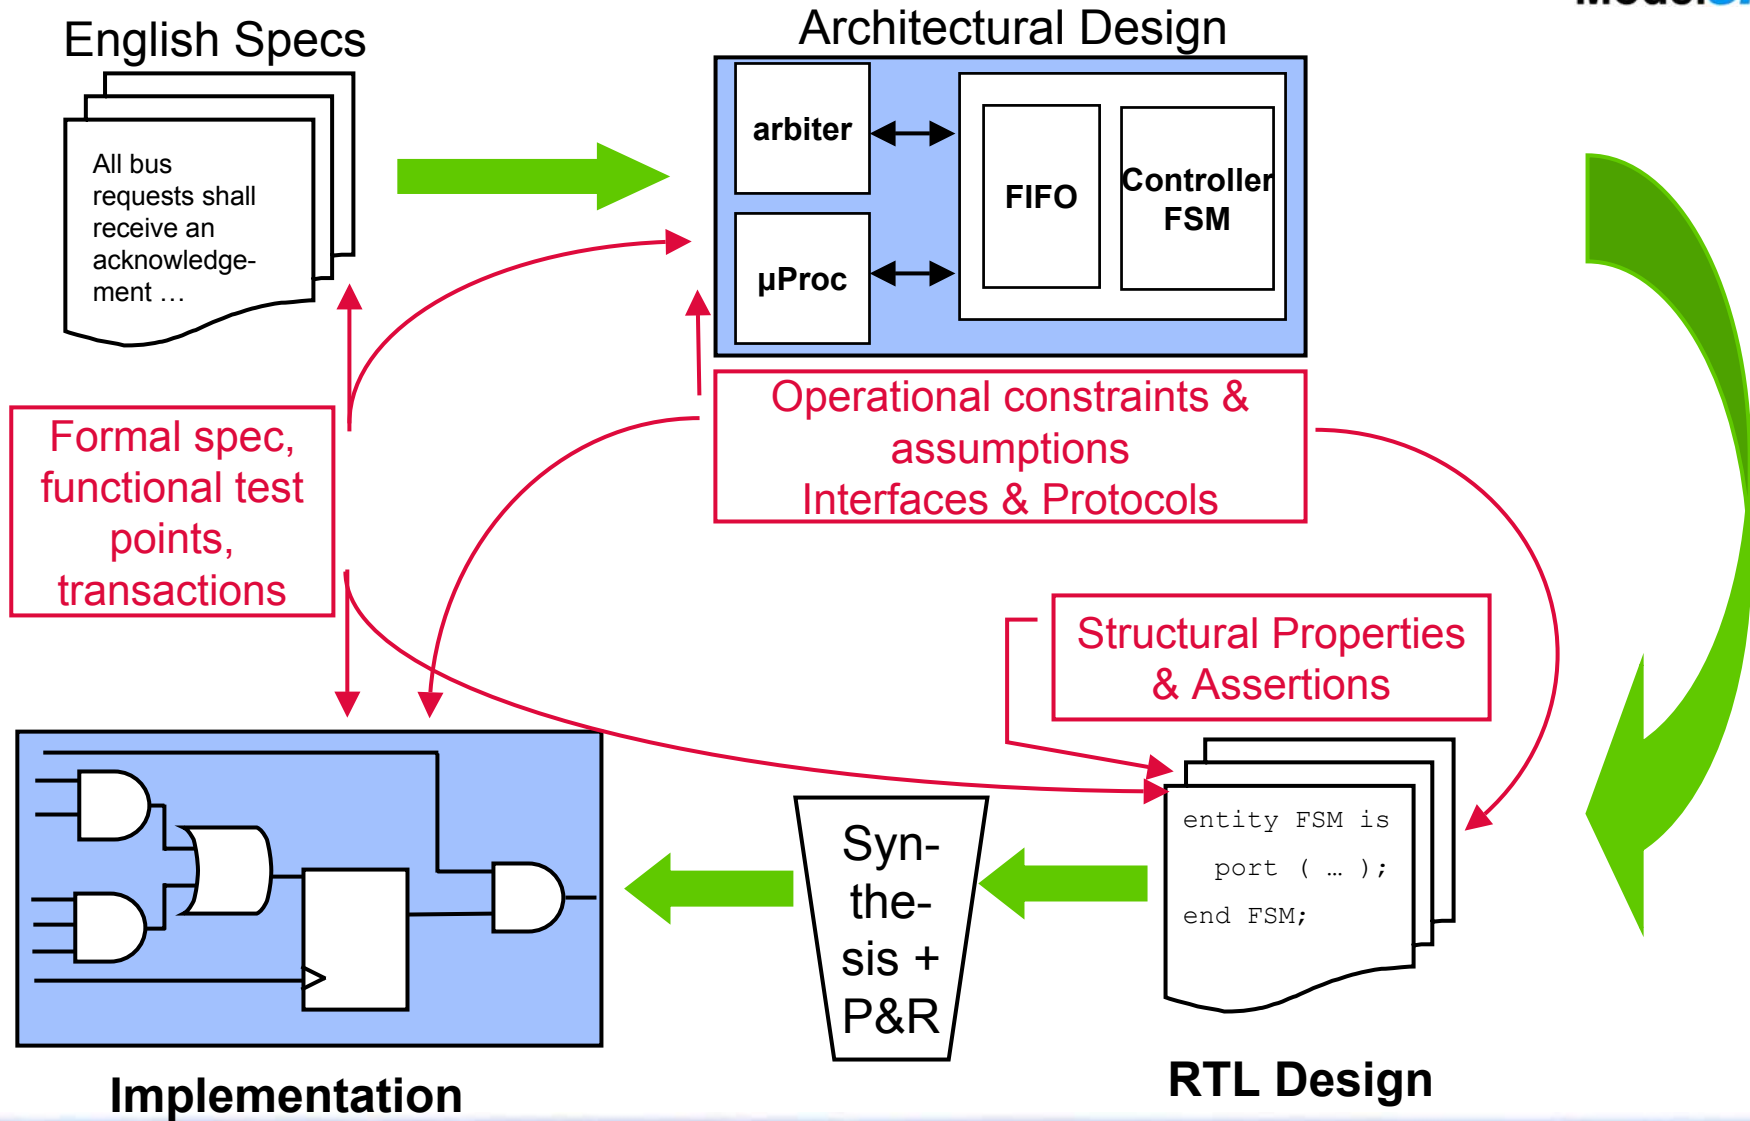 English Specs
Architectural Design
All bus
requests shall
receive an
acknowledge-
ment …
arbiter
µProc
FIFO
Controller
FSM
Formal spec,
functional test
points,
transactions
Operational constraints &
assumptions
Interfaces & Protocols
Structural Properties
& Assertions
entity FSM is
port ( … );
end FSM;
Syn-
the-
sis +
P&R
Implementation
RTL Design